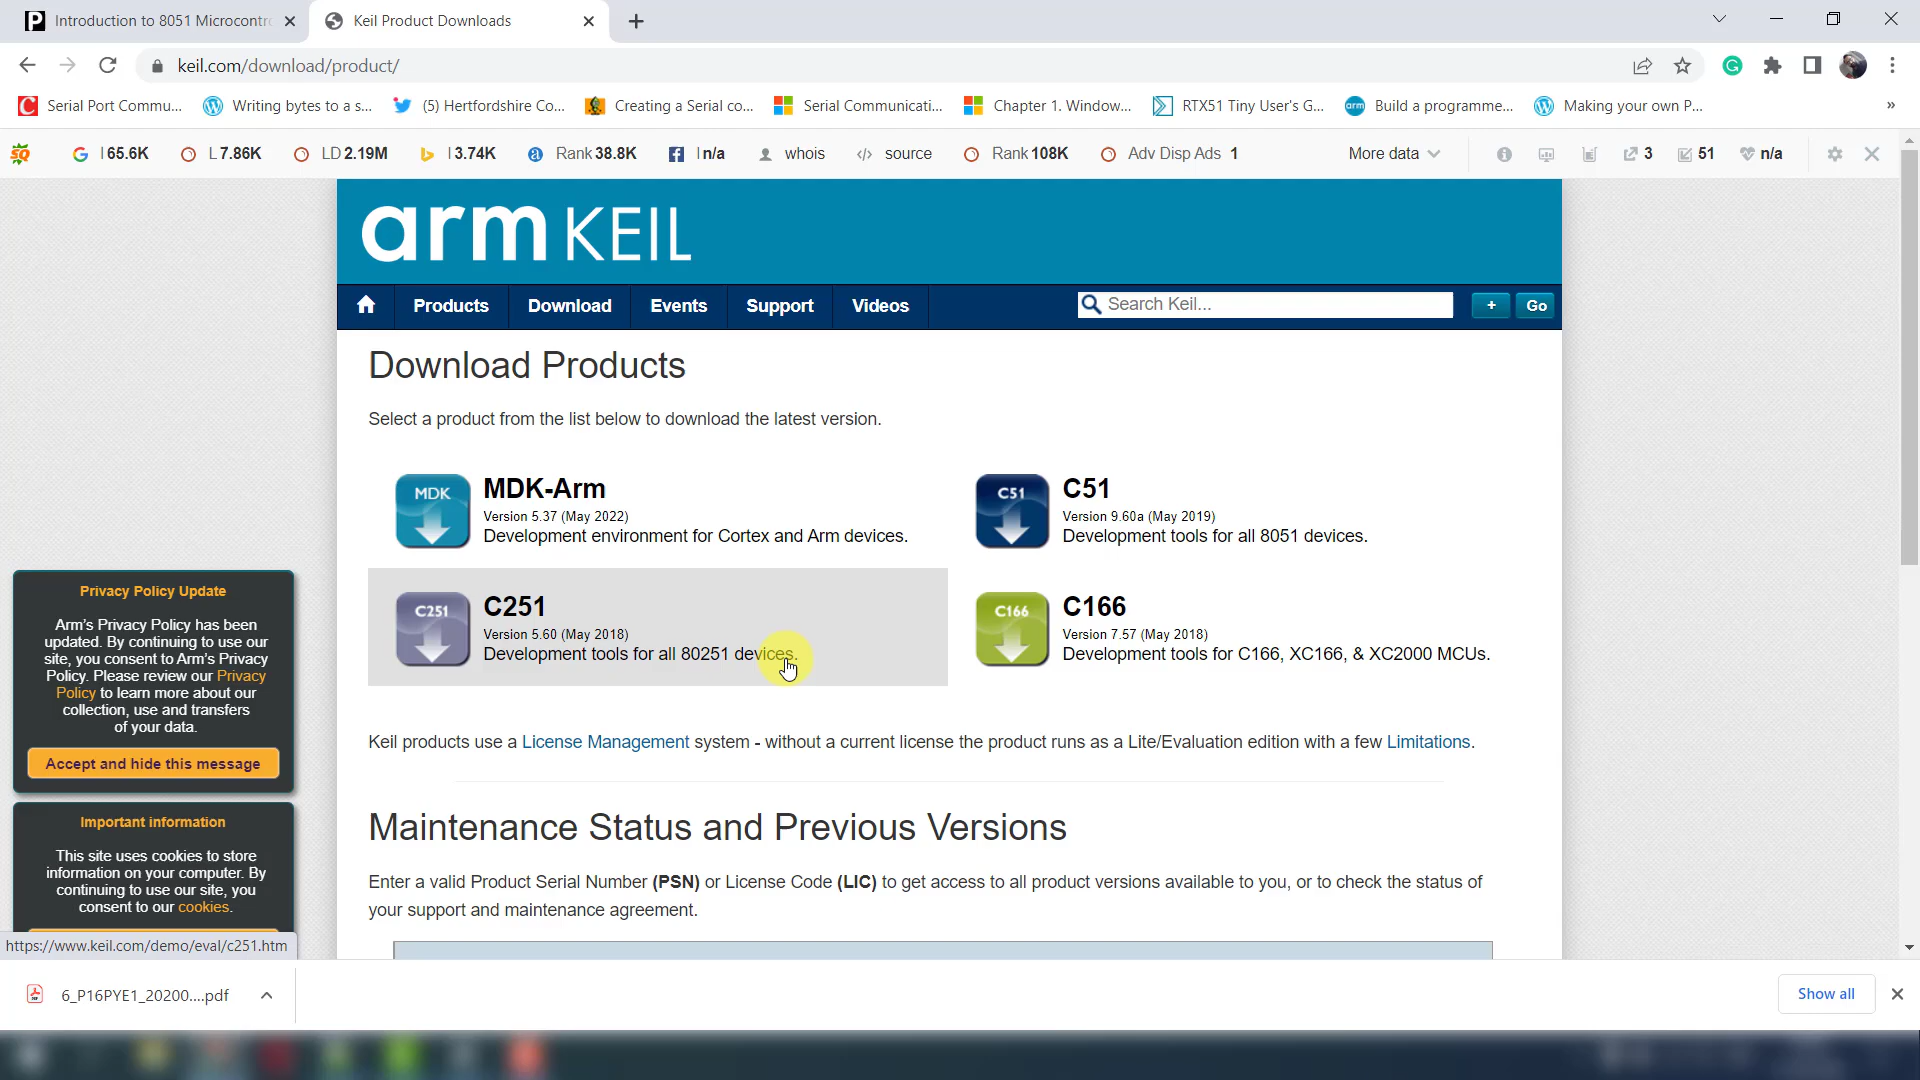 Introduction to 8051 Microcontr
Keil Product Downloads
keil.com/download/product/
Serial Port Commu...
Writing bytes to a s...
(5) Hertfordshire Co...
Creating a Serial co...
Serial Communicati...
Chapter 1. Window...
RTX51 Tiny User's G...
Build a programme...
Making your own P...
»
SQ
I 65.6K
L 7.86K
LD 2.19M
I 3.74K
Rank 38.8K
I n/a
whois
source
Rank 108K
Adv Disp Ads 1
More data
3
51
n/a
arm KEIL
Products
Download
Events
Support
Videos
Search Keil...
+
Go
Download Products
Select a product from the list below to download the latest version.
MDK
MDK-Arm
Version 5.37 (May 2022)
Development environment for Cortex and Arm devices.
C51
C51
Version 9.60a (May 2019)
Development tools for all 8051 devices.
C251
C251
Version 5.60 (May 2018)
Development tools for all 80251 devices.
C166
C166
Version 7.57 (May 2018)
Development tools for C166, XC166, & XC2000 MCUs.
Keil products use a License Management system - without a current license the product runs as a Lite/Evaluation edition with a few Limitations.
Maintenance Status and Previous Versions
Enter a valid Product Serial Number (PSN) or License Code (LIC) to get access to all product versions available to you, or to check the status of
your support and maintenance agreement.
Privacy Policy Update
Arm's Privacy Policy has been
updated. By continuing to use our
site, you consent to Arm's Privacy
Policy. Please review our Privacy
Policy to learn more about our
collection, use and transfers
of your data.
Accept and hide this message
Important information
This site uses cookies to store
information on your computer. By
continuing to use our site, you
consent to our cookies.
https://www.keil.com/demo/eval/c251.htm
6_P16PYE1_20200....pdf
Show all